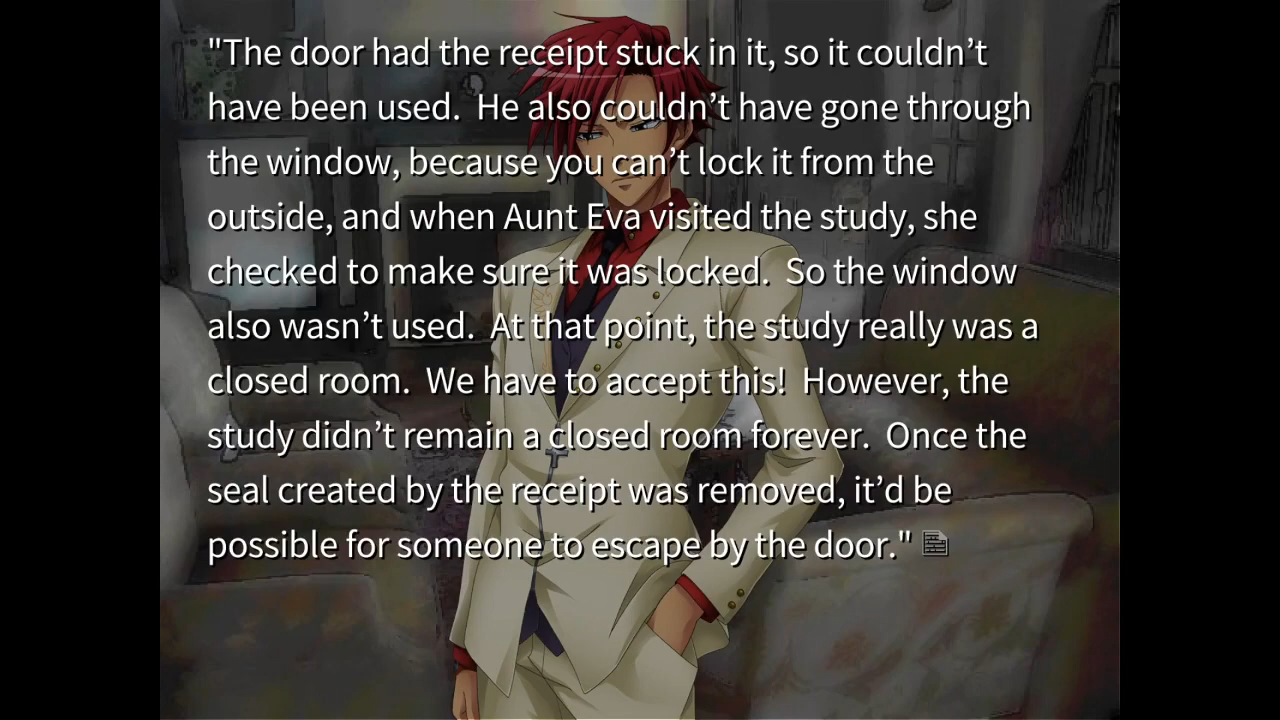 "The door had the receipt stuck in it, so it couldn’t
have been used.  He also couldn’t have gone through
the window, because you can’t lock it from the
outside, and when Aunt Eva visited the study, she
checked to make sure it was locked.  So the window
also wasn’t used.  At that point, the study really was a
closed room.  We have to accept this!  However, the
study didn’t remain a closed room forever.  Once the
seal created by the receipt was removed, it’d be
possible for someone to escape by the door."